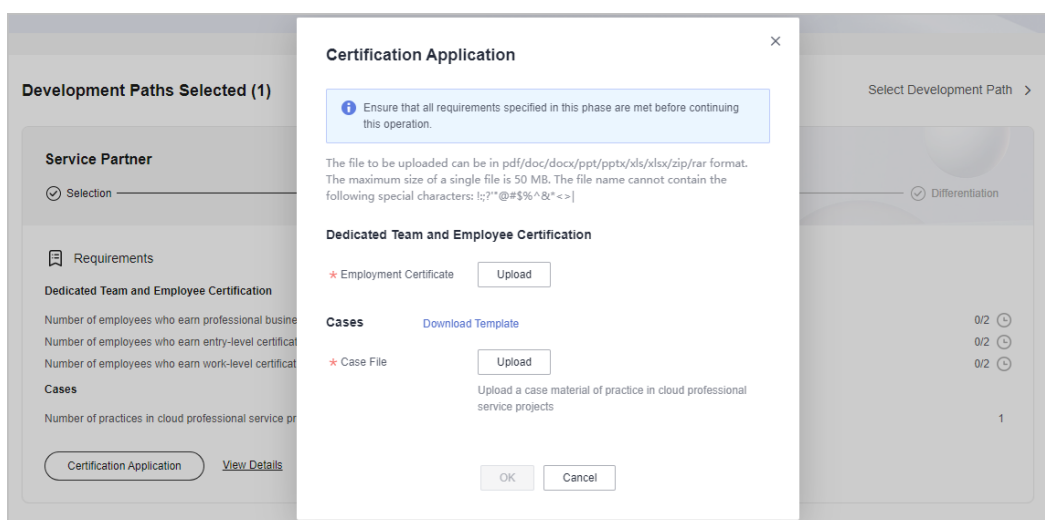 Certification Application
Ensure that all requirements specified in this phase are met before continuing
this operation.
The file to be uploaded can be in pdf/doc/docx/ppt/pptx/xls/xlsx/zip/rar format.
The maximum size of a single file is 50 MB. The file name cannot contain the
following special characters: !:;?'"@#$%^&*<>|
Dedicated Team and Employee Certification
* Employment Certificate Upload
Cases Download Template
* Case File Upload
Upload a case material of practice in cloud professional
service projects
OK Cancel
Development Paths Selected (1) Select Development Path
Service Partner
Selection Differentiation
Requirements
Dedicated Team and Employee Certification
Number of employees who earn professional busine 0/2
Number of employees who earn entry-level certificat 0/2
Number of employees who earn work-level certificat 0/2
Cases
Number of practices in cloud professional service pr 1
Certification Application View Details